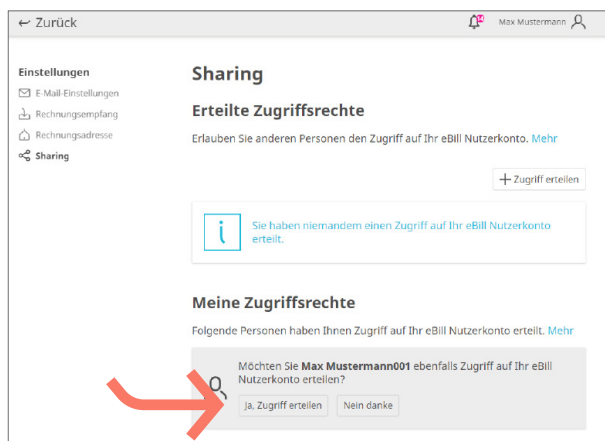 ← Zurück
14
Max Mustermann
Einstellungen
E-Mail-Einstellungen
Rechnungsempfang
Rechnungsadresse
Sharing
Sharing
Erteilte Zugriffsrechte
Erlauben Sie anderen Personen den Zugriff auf Ihr eBill Nutzerkonto. Mehr
+ Zugriff erteilen
i
Sie haben niemandem einen Zugriff auf Ihr eBill Nutzerkonto
erteilt.
Meine Zugriffsrechte
Folgende Personen haben Ihnen Zugriff auf Ihr eBill Nutzerkonto erteilt. Mehr
Möchten Sie Max Mustermann001 ebenfalls Zugriff auf Ihr eBill
Nutzerkonto erteilen?
Ja, Zugriff erteilen
Nein danke